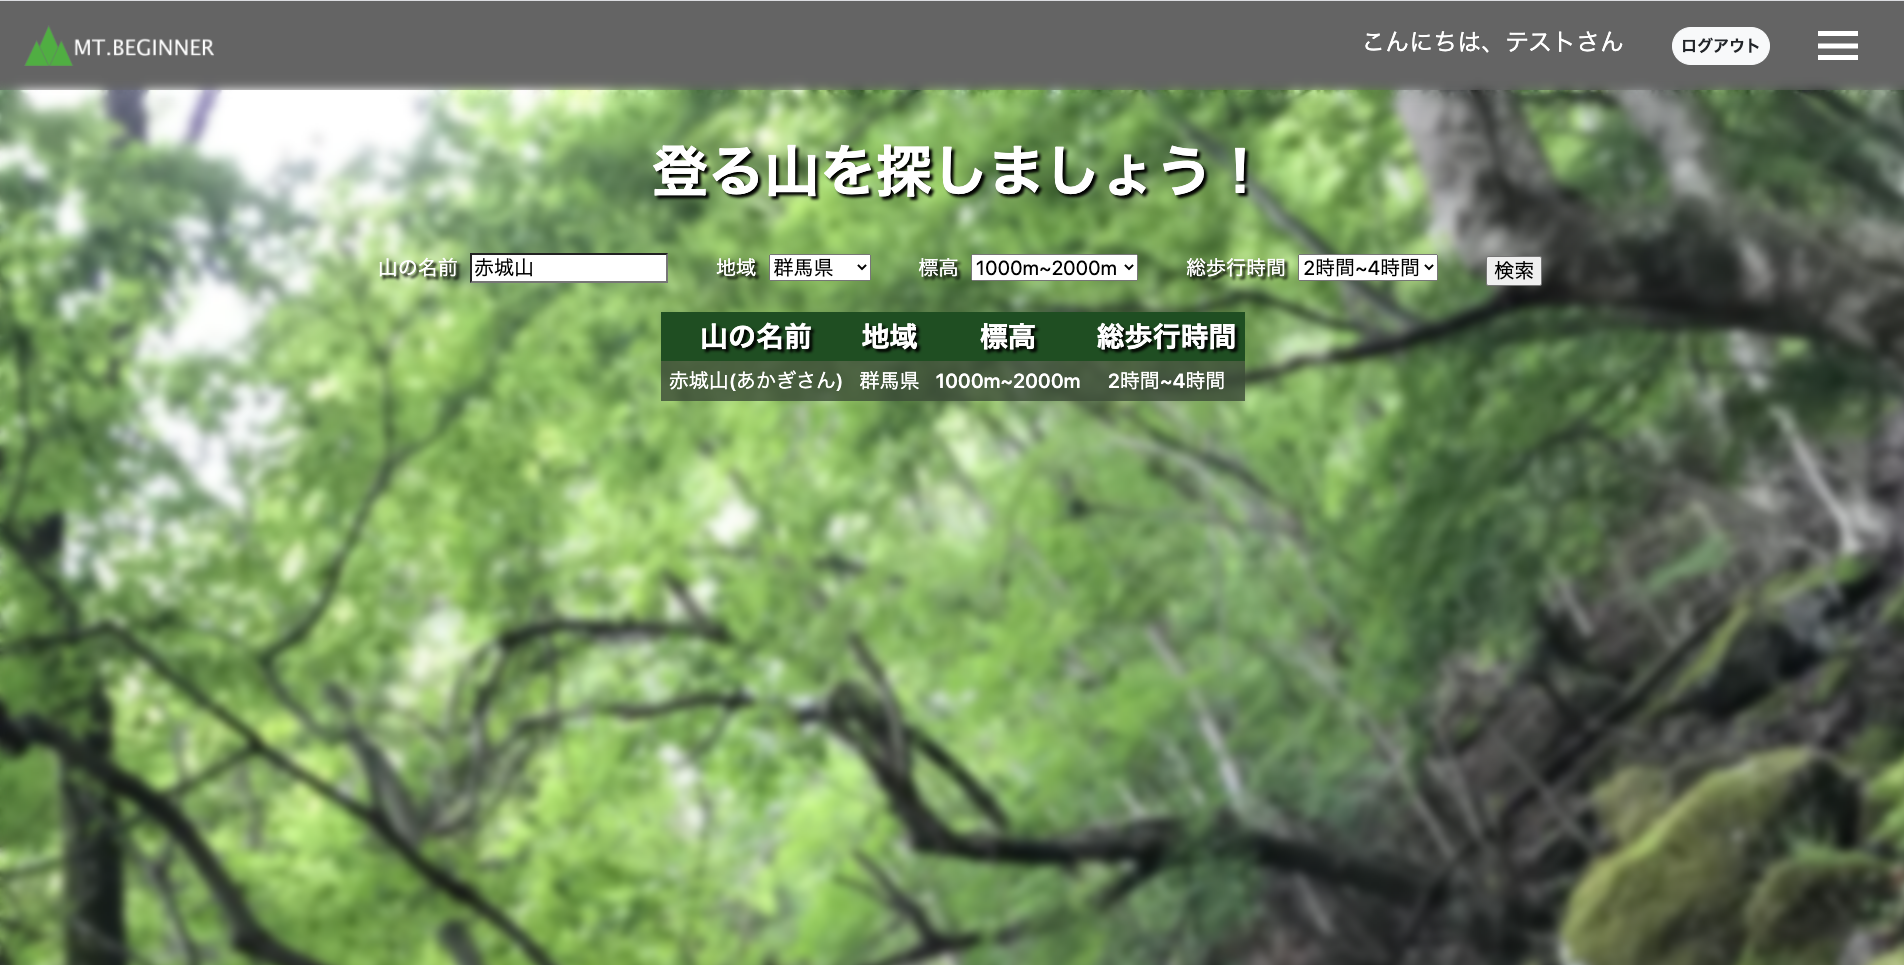 MT.BEGINNER
こんにちは、テストさん
ログアウト
登る山を探しましょう！
山の名前 赤城山 地域 群馬県 標高 1000m~2000m 総歩行時間 2時間~4時間 検索
山の名前 地域 標高 総歩行時間
赤城山(あかぎさん) 群馬県 1000m~2000m 2時間~4時間